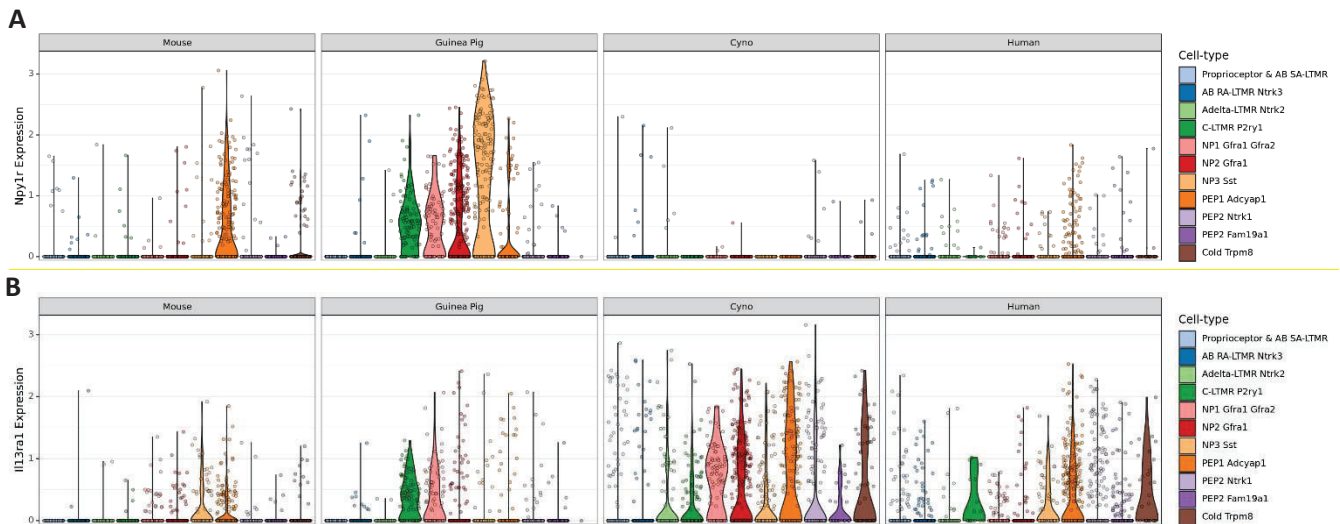 A
Mouse
Guinea Pig
Cyno
Human
Npy1r Expression
3
2
1
0
Cell-type
Proprioceptor & AB SA-LTMR
AB RA-LTMR Ntrk3
Adelta-LTMR Ntrk2
C-LTMR P2ry1
NP1 Gfra1 Gfra2
NP2 Gfra1
NP3 Sst
PEP1 Adcyap1
PEP2 Ntrk1
PEP2 Fam19a1
Cold Trpm8
B
Mouse
Guinea Pig
Cyno
Human
Il13ra1 Expression
3
2
1
0
Cell-type
Proprioceptor & AB SA-LTMR
AB RA-LTMR Ntrk3
Adelta-LTMR Ntrk2
C-LTMR P2ry1
NP1 Gfra1 Gfra2
NP2 Gfra1
NP3 Sst
PEP1 Adcyap1
PEP2 Ntrk1
PEP2 Fam19a1
Cold Trpm8